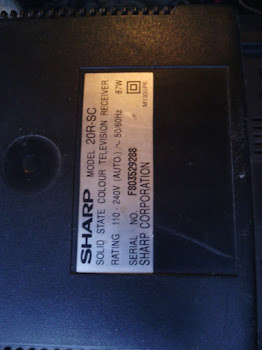 SHARP MODEL 20R-SC
SOLID STATE COLOUR TELEVISION RECEIVER
RATING 110 - 240V (AUTO.) ~ 50/60Hz 87W
SERIAL NO. F803529288
SHARP CORPORATION